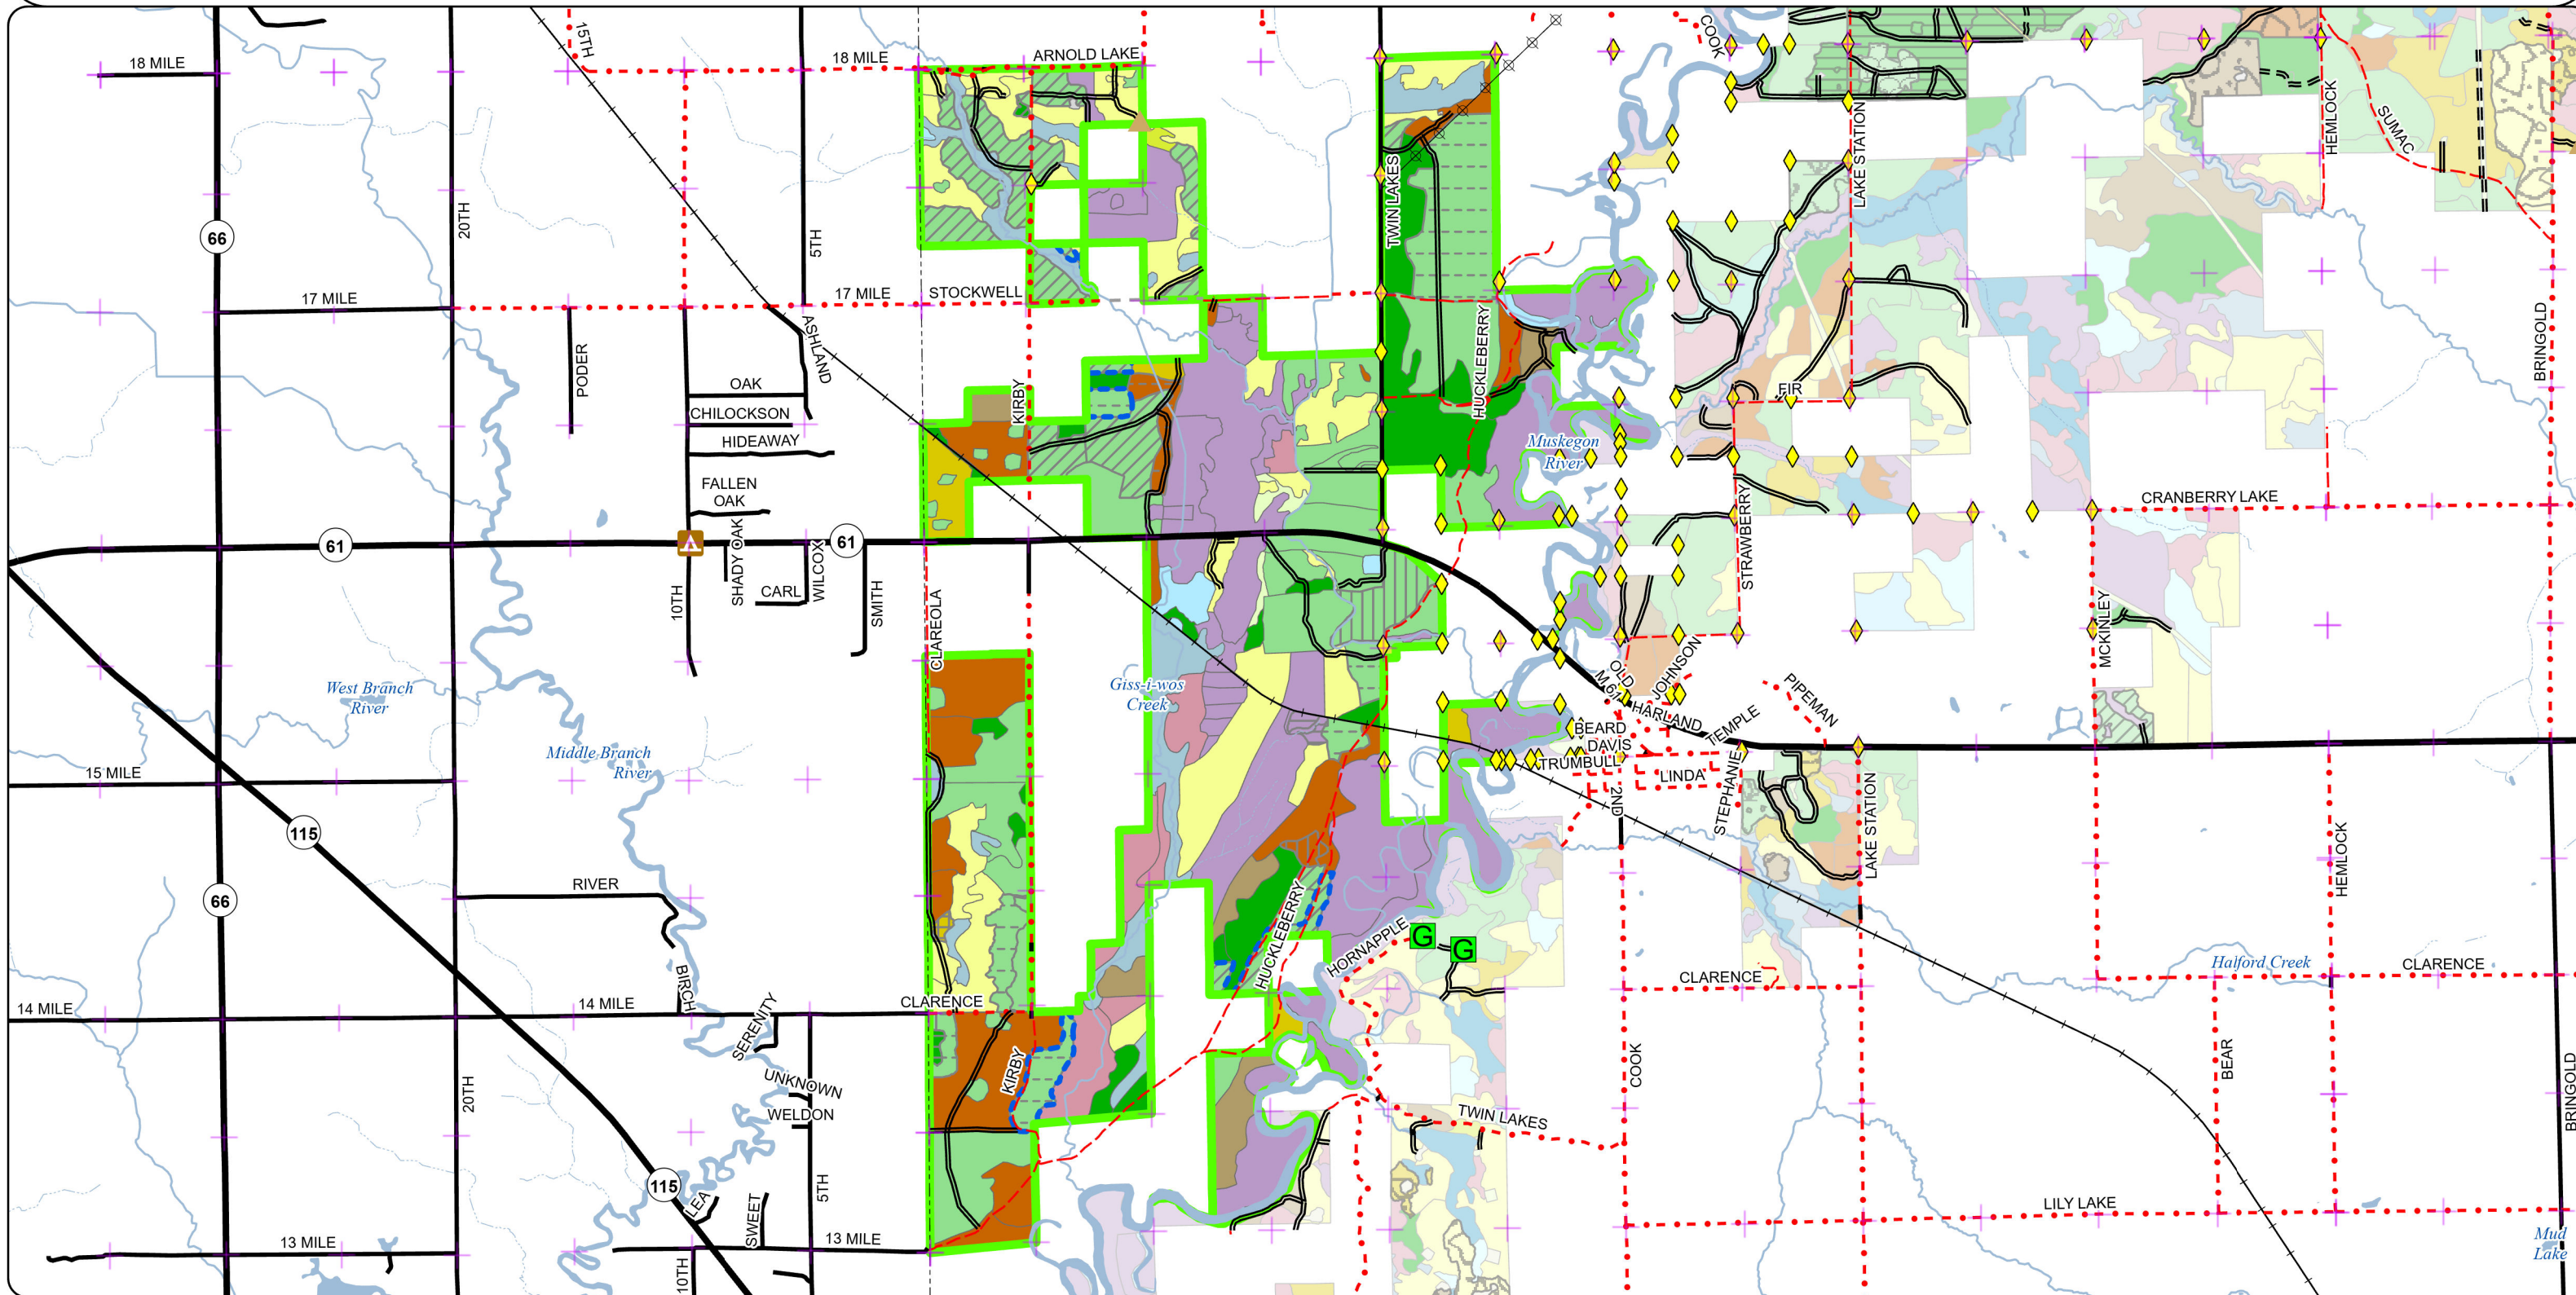 15TH
COOK
18 MILE
18 MILE
ARNOLD LAKE
HEMLOCK
SUMAC
LAKE STATION
TWIN LAKES
20TH
66
5TH
17 MILE
17 MILE
STOCKWELL
ASHLAND
PODER
HUCKLEBERRY
BRINGOLD
OAK
KIRBY
FIR
CHILOCKSON
HIDEAWAY
Muskegon
River
FALLEN
OAK
CRANBERRY LAKE
STRAWBERRY
61
61
SHADY OAK
WILCOX
CARL
10TH
SMITH
CLAREOLA
MCKINLEY
OLD
M 61
JOHNSON
West Branch
River
Giss-i-wos
Creek
PIPEMAN
HARLAND
TEMPLE
BEARD
DAVIS
TRUMBULL
LINDA
Middle Branch
River
15 MILE
2ND
STEPHANIE
LAKE STATION
115
HEMLOCK
RIVER
66
HUCKLEBERRY
HORNAPPLE
G
G
BIRCH
Halford Creek
CLARENCE
CLARENCE
CLARENCE
14 MILE
14 MILE
SERENITY
KIRBY
COOK
BEAR
UNKNOWN
WELDON
20TH
BRINGOLD
TWIN LAKES
115
5TH
LEA
SWEET
LILY LAKE
13 MILE
13 MILE
Mud
Lake
10TH